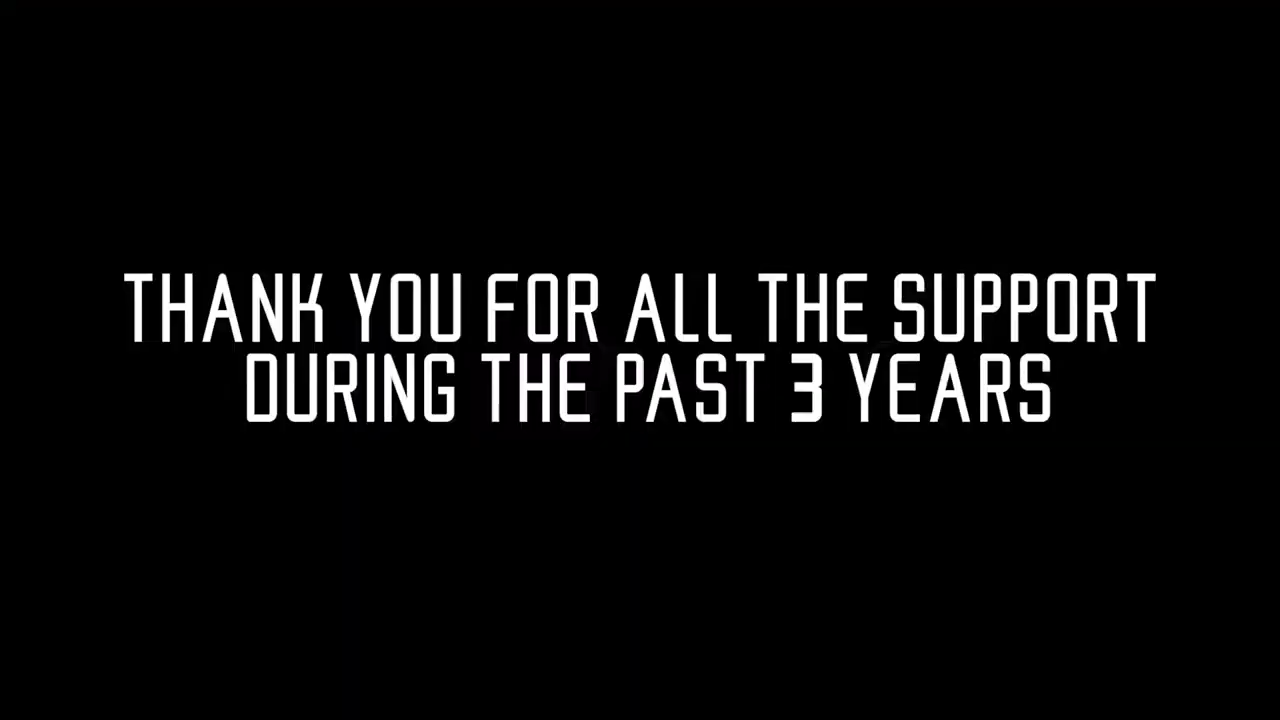 THANK YOU FOR ALL THE SUPPORT
DURING THE PAST 3 YEARS